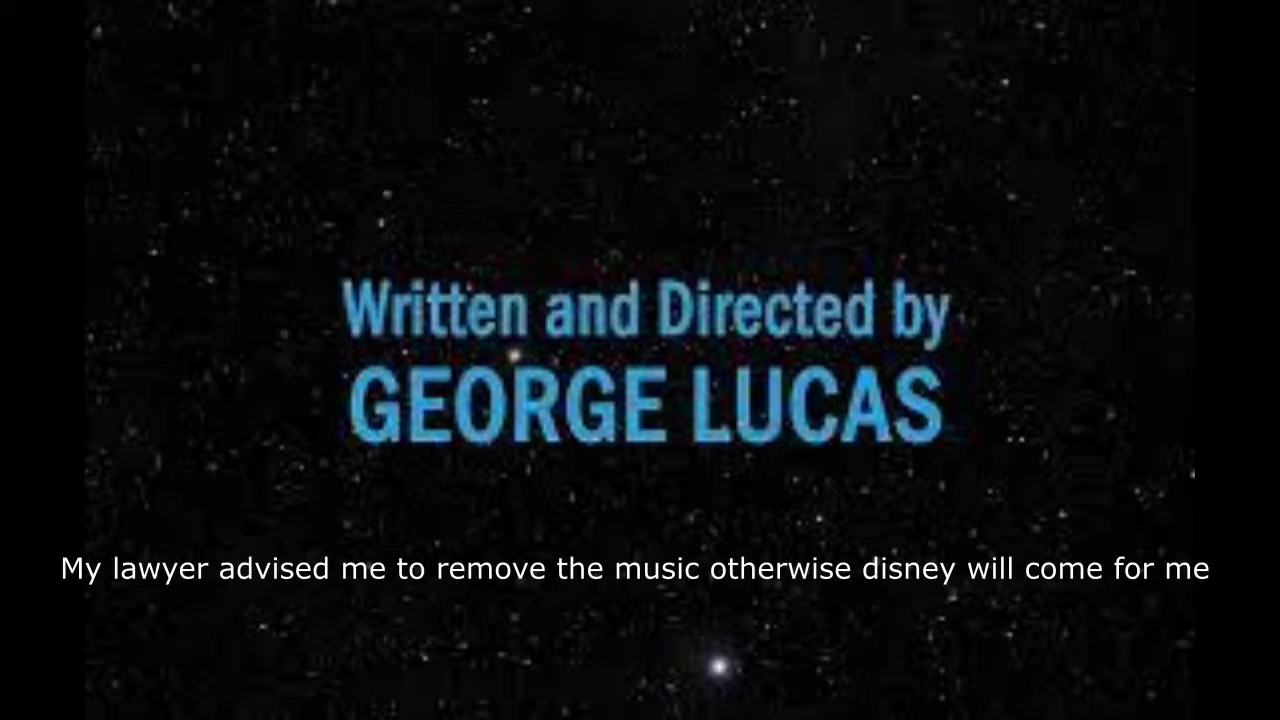 Written and Directed by
GEORGE LUCAS
My lawyer advised me to remove the music otherwise disney will come for me